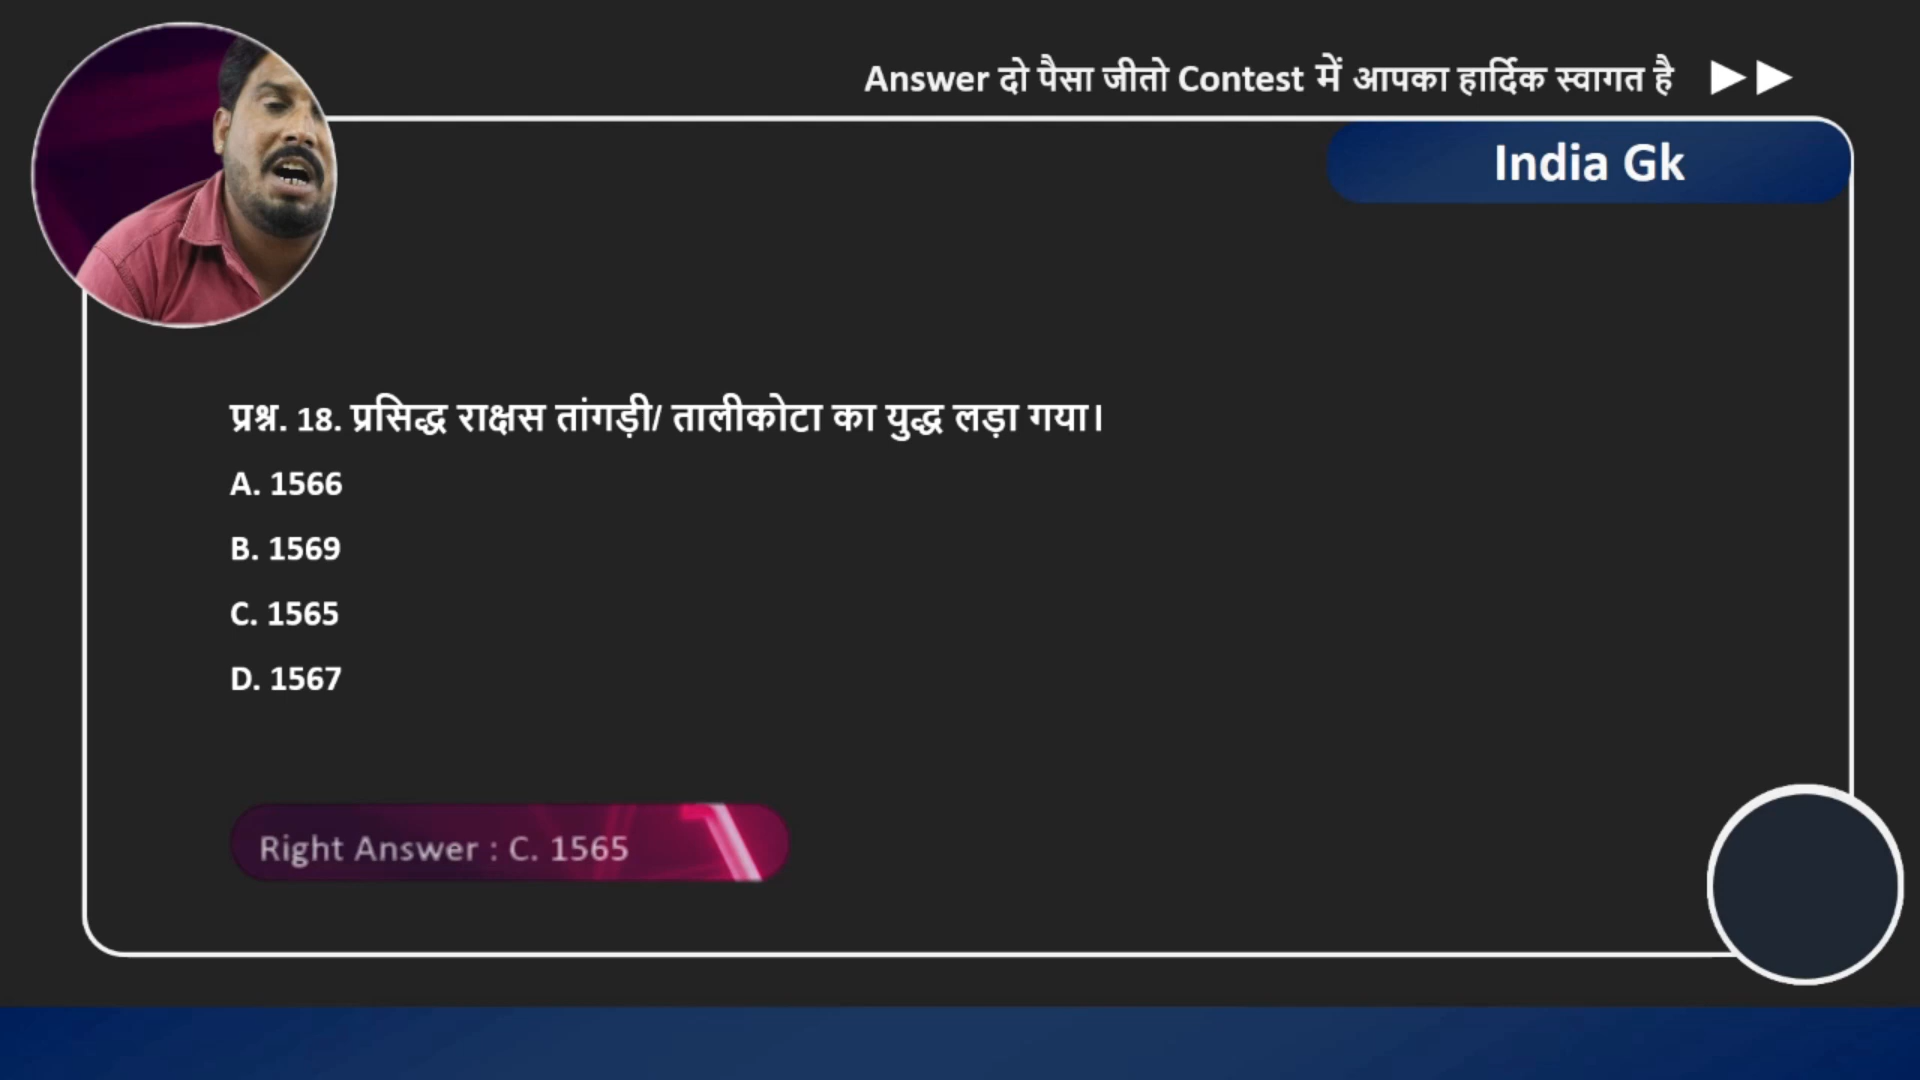 Answer दो पैसा जीतो Contest में आपका हार्दिक स्वागत है
India Gk
प्रश्न. 18. प्रसिद्ध राक्षस तांगड़ी/ तालीकोटा का युद्ध लड़ा गया।
A. 1566
B. 1569
C. 1565
D. 1567
Right Answer : C. 1565